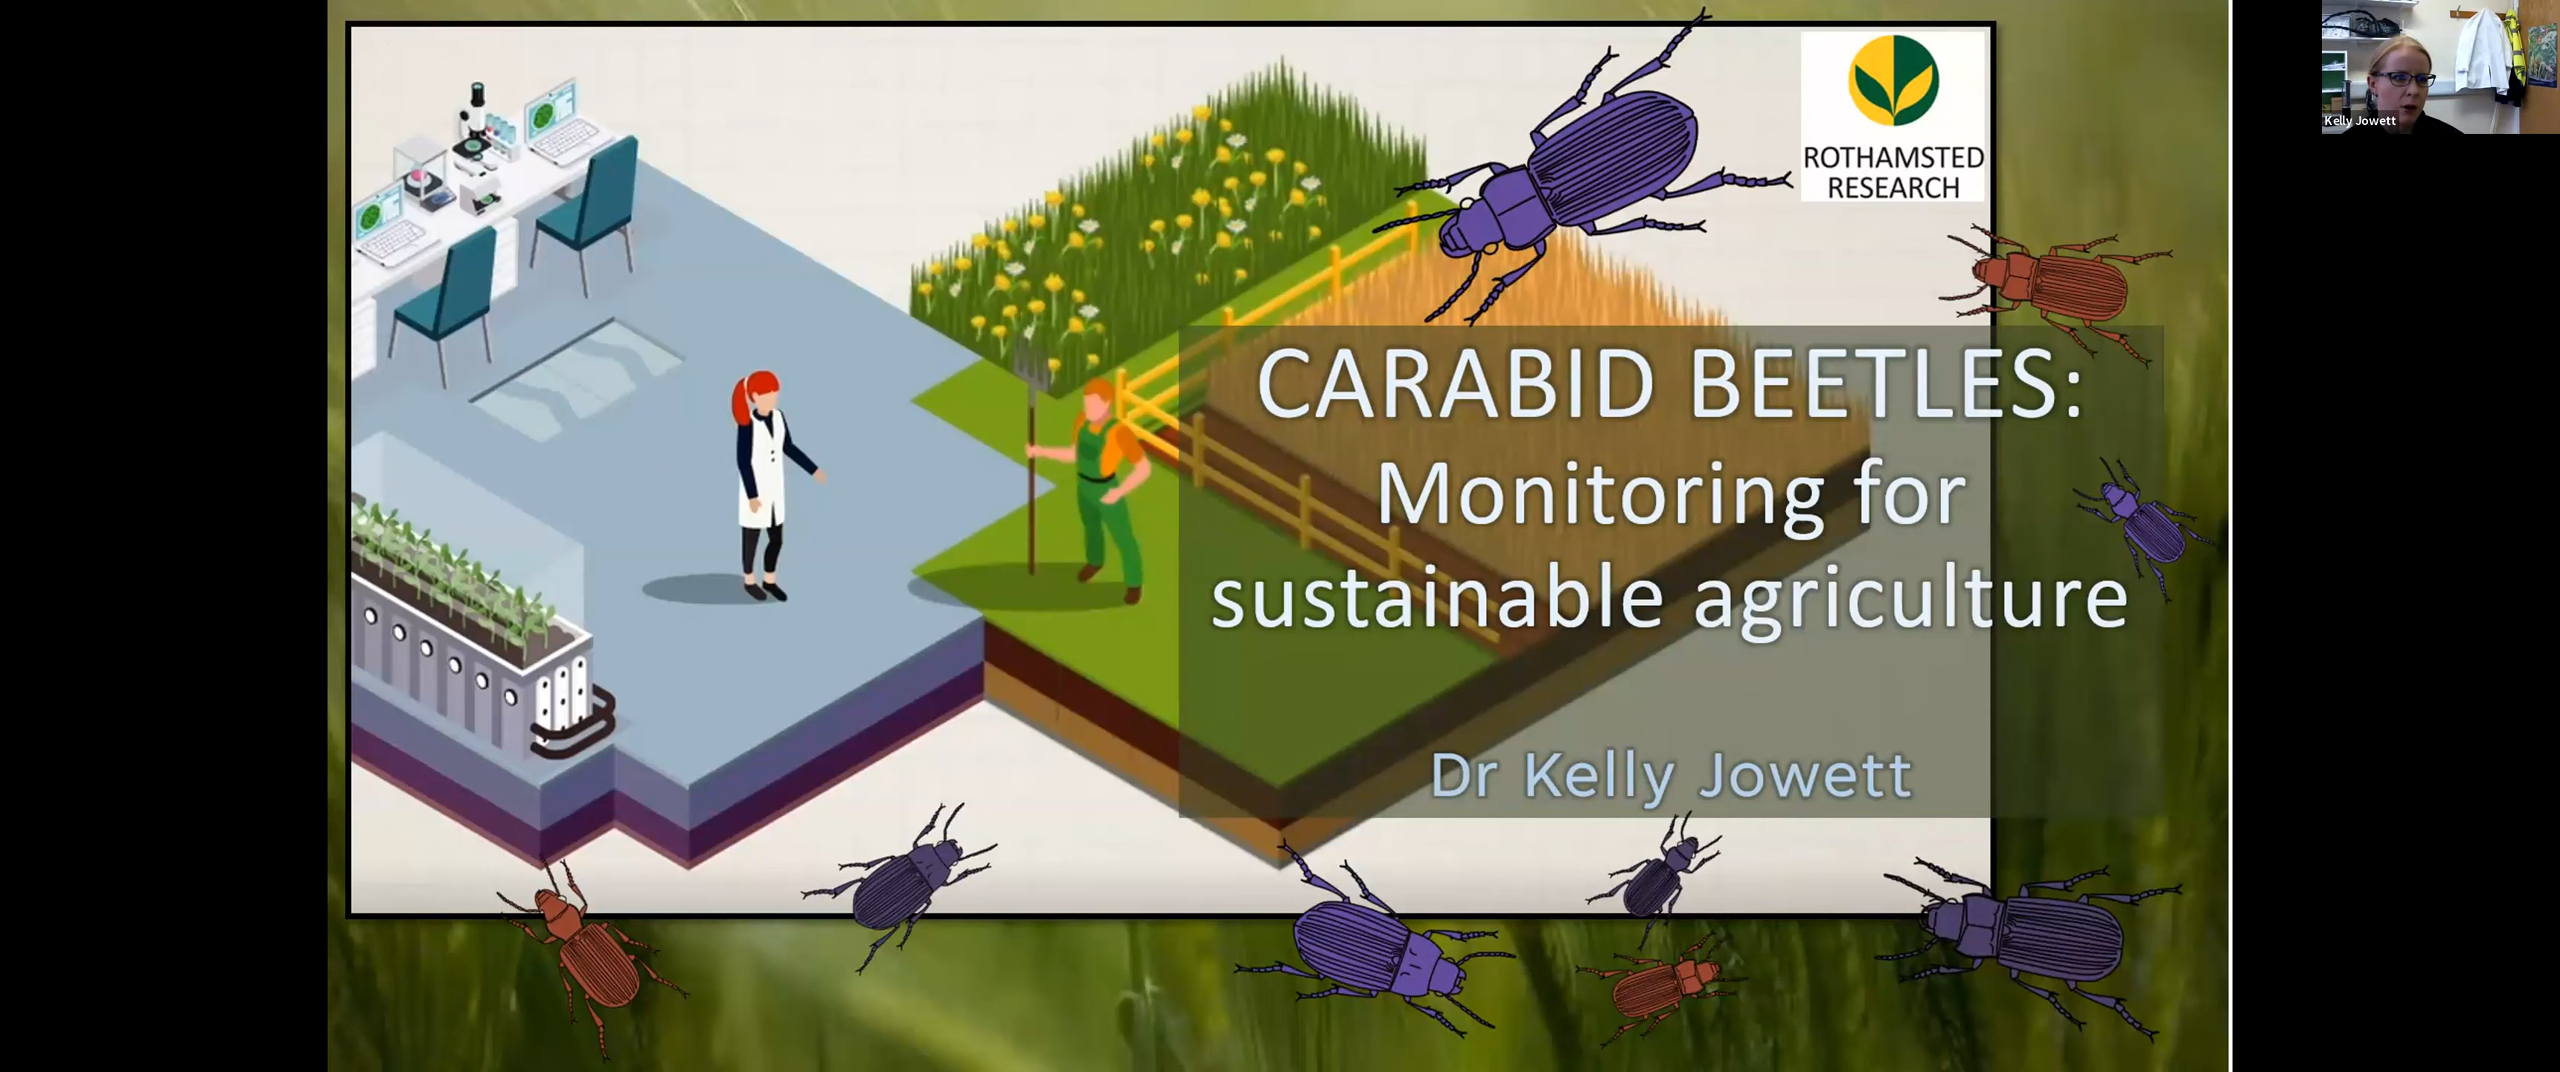 ROTHAMSTED
RESEARCH
Kelly Jowett
CARABID BEETLES:
Monitoring for
sustainable agriculture
Dr Kelly Jowett